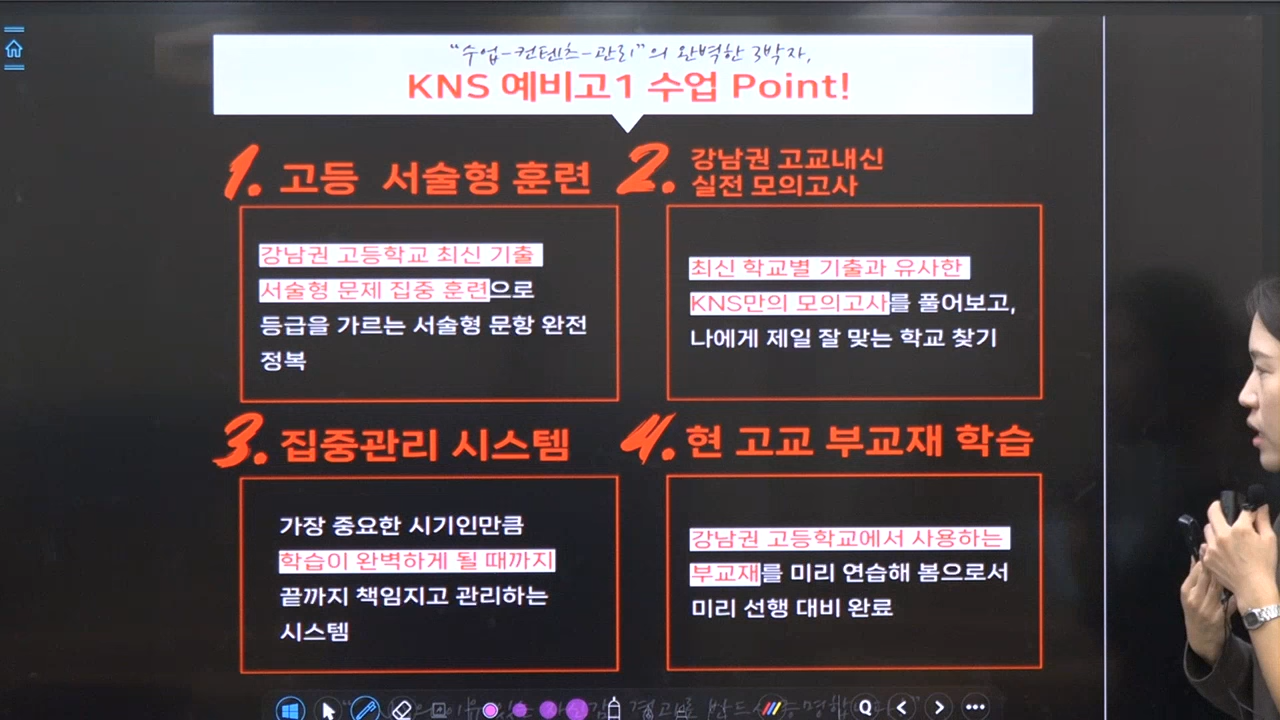 "수업-컨텐츠-관리"의 완벽한 3박자,
KNS 예비고1 수업 Point!
1. 고등 서술형 훈련
강남권 고등학교 최신 기출
서술형 문제 집중 훈련으로
등급을 가르는 서술형 문항 완전
정복
2. 강남권 고교내신
실전 모의고사
최신 학교별 기출과 유사한
KNS만의 모의고사를 풀어보고,
나에게 제일 잘 맞는 학교 찾기
3. 집중관리 시스템
가장 중요한 시기인만큼
학습이 완벽하게 될 때까지
끝까지 책임지고 관리하는
시스템
4. 현 고교 부교재 학습
강남권 고등학교에서 사용하는
부교재를 미리 연습해 봄으로서
미리 선행 대비 완료